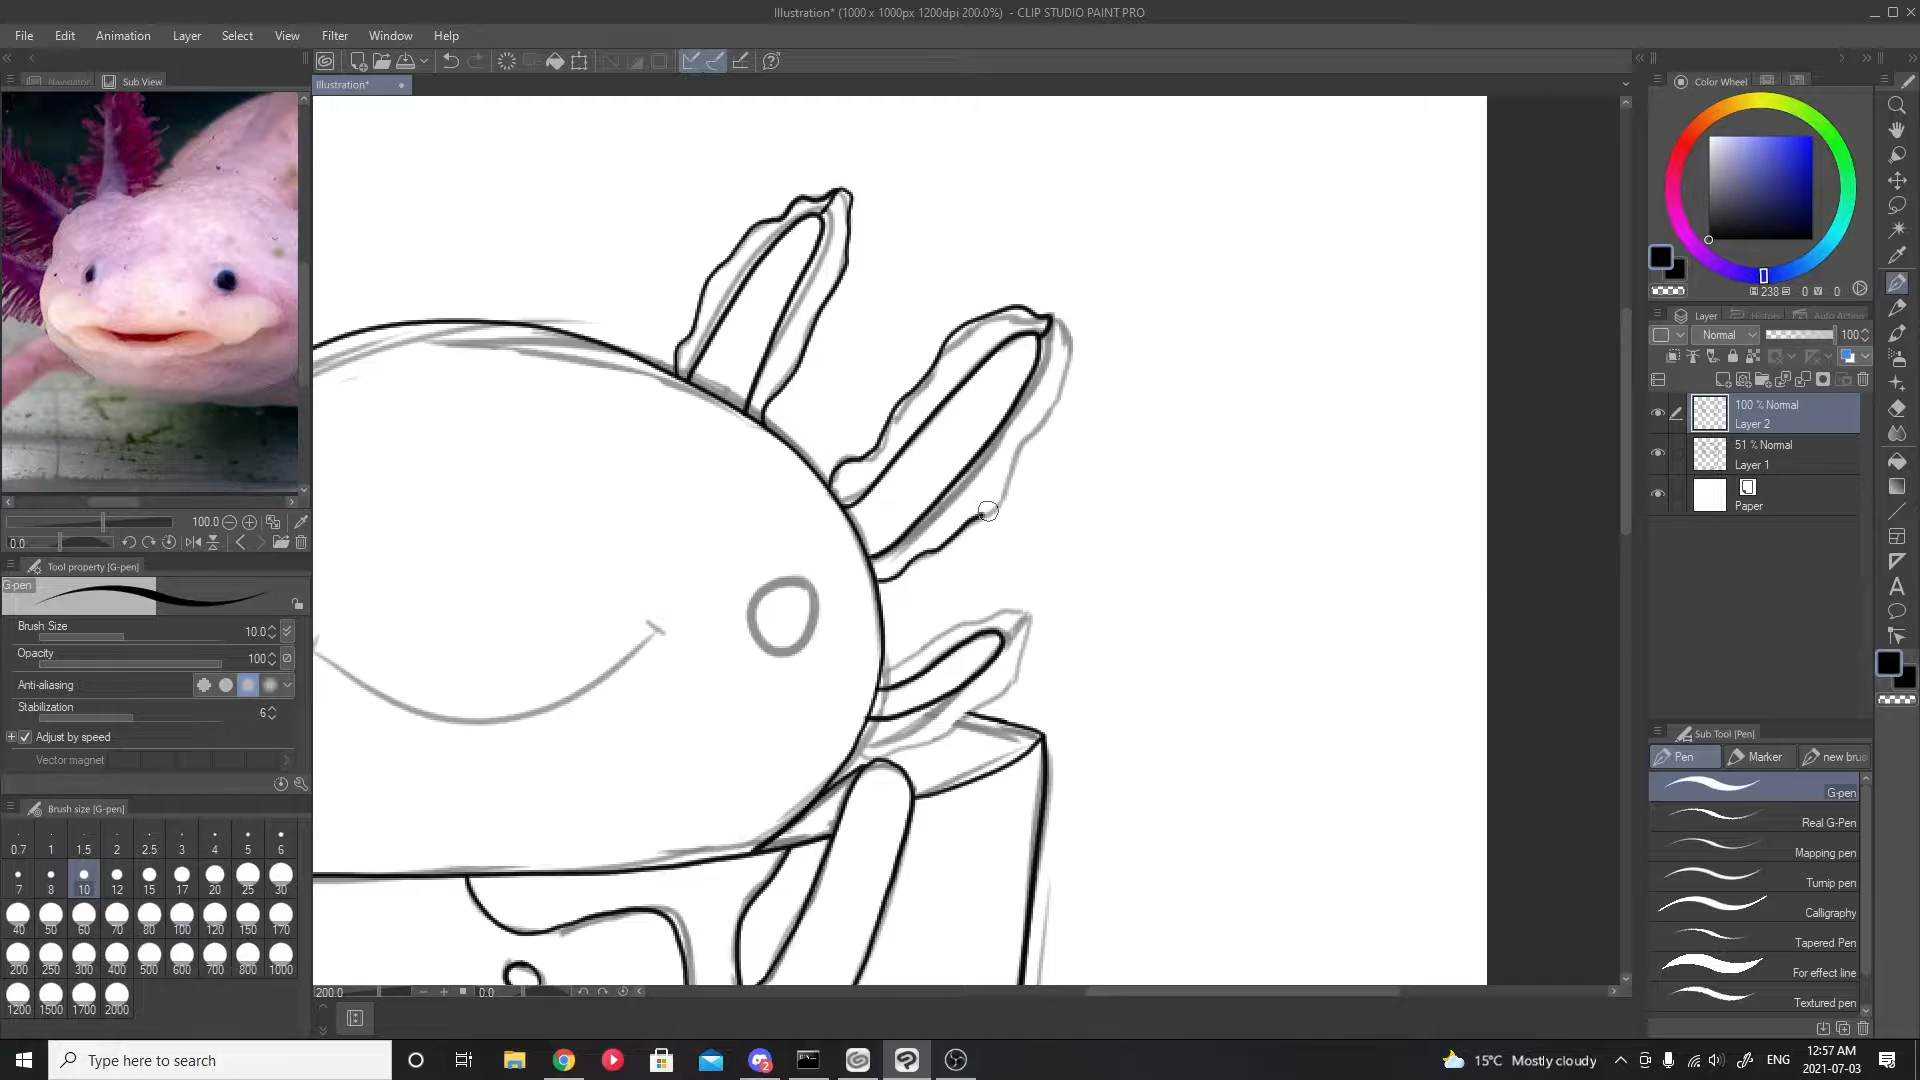 Illustration* (1000 x 1000px 1200dpi 200.0%) - CLIP STUDIO PAINT PRO
File Edit Animation Layer Select View Filter Window Help
Navigator Sub View
Illustration*
Color Wheel
238 0 0
Layer History Auto Action
Normal 100
100 % Normal
Layer 2
51 % Normal
Layer 1
Paper
100.0
0.0
Tool property [G-pen]
G-pen
Brush Size 10.0
Opacity 100
Anti-aliasing
Stabilization 6
Adjust by speed
Vector magnet
Brush size [G-pen]
0.7 1 1.5 2 2.5 3 4 5 6
7 8 10 12 15 17 20 25 30
40 50 60 70 80 100 120 150 170
200 250 300 400 500 600 700 800 1000
1200 1500 1700 2000
200.0 0.0
Sub Tool [Pen]
Pen Marker new brus
G-pen
Real G-Pen
Mapping pen
Turnip pen
Calligraphy
Tapered Pen
For effect line
Textured pen
Type here to search
2
15°C Mostly cloudy
ENG
12:57 AM
2021-07-03